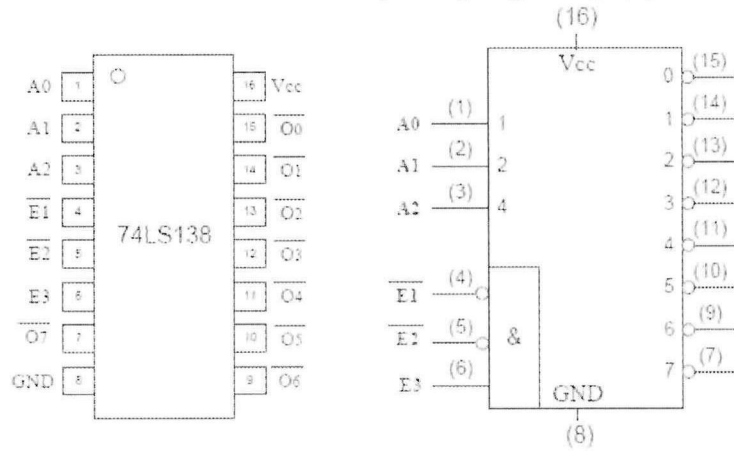 A0 1 16 Vcc
A1 2 15 O0
A2 3 14 O1
E1 4 13 O2
74LS138
E2 5 12 O3
E3 6 11 O4
O7 7 10 O5
GND 8 9 O6
(16)
Vcc
0 (15)
A0 (1) 1 1 (14)
A1 (2) 2 2 (13)
A2 (3) 4 3 (12)
4 (11)
E1 (4) 5 (10)
E2 (5) & 6 (9)
E3 (6) 7 (7)
GND
(8)